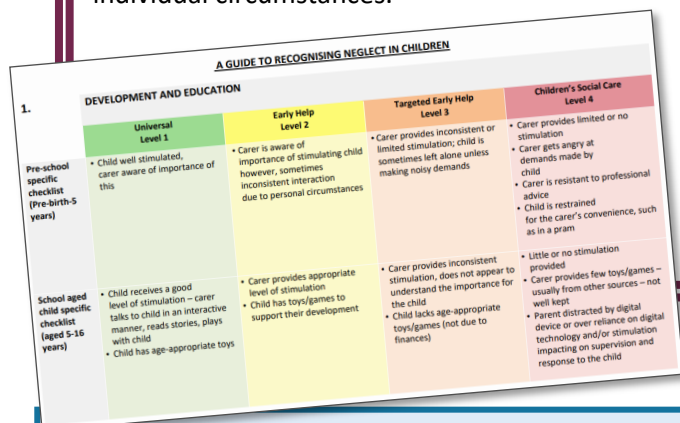 individual circumstances.
A GUIDE TO RECOGNISING NEGLECT IN CHILDREN
1.
DEVELOPMENT AND EDUCATION
Universal
Level 1
Early Help
Level 2
Targeted Early Help
Level 3
Children's Social Care
Level 4
Pre-school
specific
checklist
(Pre-birth-5
years)
• Child well stimulated,
carer aware of importance of
this
• Carer is aware of
importance of stimulating child
however, sometimes
inconsistent interaction
due to personal circumstances
• Carer provides inconsistent or
limited stimulation; child is
sometimes left alone unless
making noisy demands
• Carer provides limited or no
stimulation
• Carer gets angry at
demands made by
child
• Carer is resistant to professional
advice
• Child is restrained
for the carer's convenience, such
as in a pram
School aged
child specific
checklist
(aged 5-16
years)
• Child receives a good
level of stimulation – carer
talks to child in an interactive
manner, reads stories, plays
with child
• Child has age-appropriate toys
• Carer provides appropriate
level of stimulation
• Child has toys/games to
support their development
• Carer provides inconsistent
stimulation, does not appear to
understand the importance for
the child
• Child lacks age-appropriate
toys/games (not due to
finances)
• Little or no stimulation
provided
• Carer provides few toys/games –
usually from other sources – not
well kept
• Parent distracted by digital
device or over reliance on digital
technology and/or stimulation
impacting on supervision and
response to the child